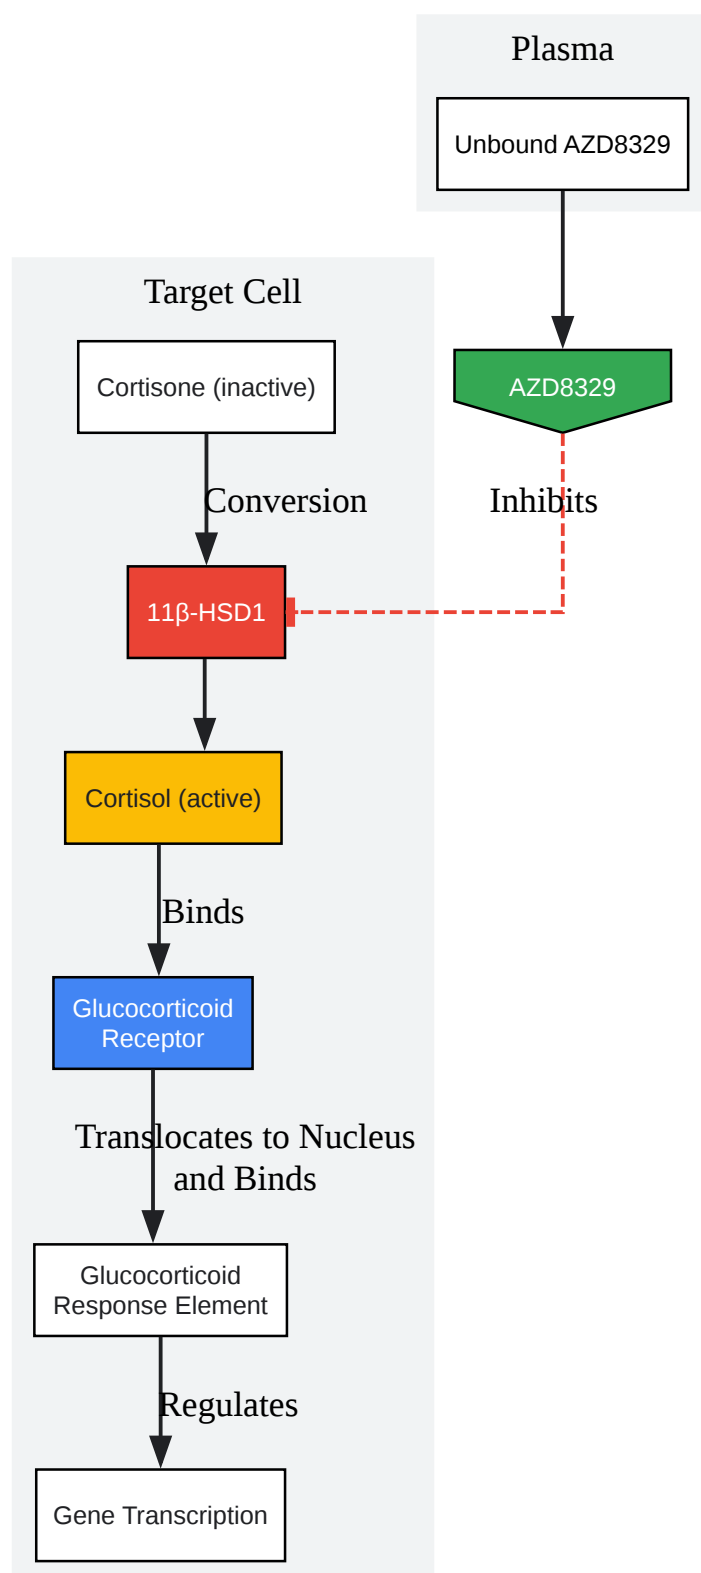 Plasma
Unbound AZD8329
Target Cell
Cortisone (inactive)
AZD8329
Conversion
Inhibits
11β-HSD1
Cortisol (active)
Binds
Glucocorticoid
Receptor
Translocates to Nucleus
and Binds
Glucocorticoid
Response Element
Regulates
Gene Transcription